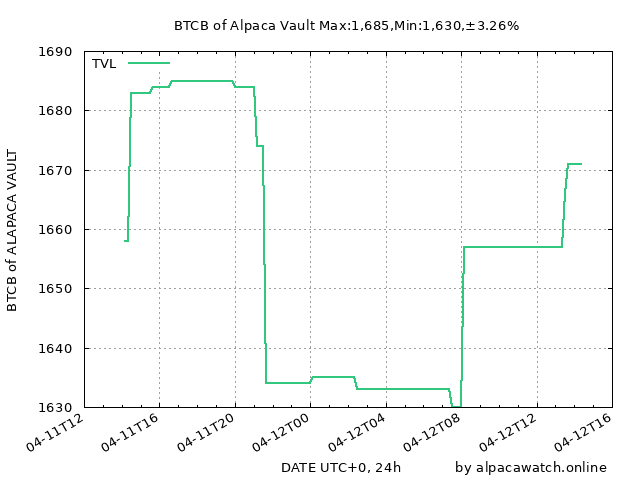 BTCB of Alpaca Vault Max:1,685,Min:1,630,±3.26%
TVL
1690
1680
1670
1660
1650
1640
1630
BTCB of ALAPACA VAULT
04-11T12
04-11T16
04-11T20
04-12T00
04-12T04
04-12T08
04-12T12
04-12T16
DATE UTC+0, 24h
by alpacawatch.online